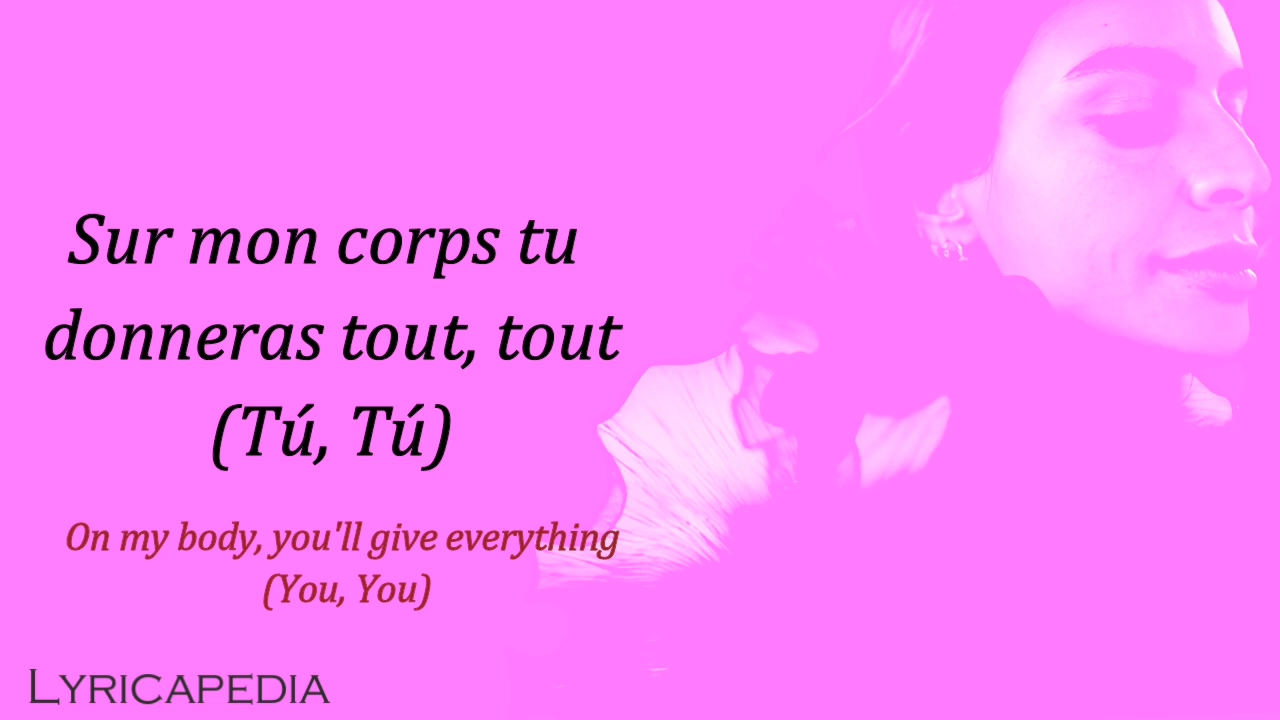 Sur mon corps tu
donneras tout, tout
(Tú, Tú)
On my body, you'll give everything
(You, You)
LYRICAPEDIA